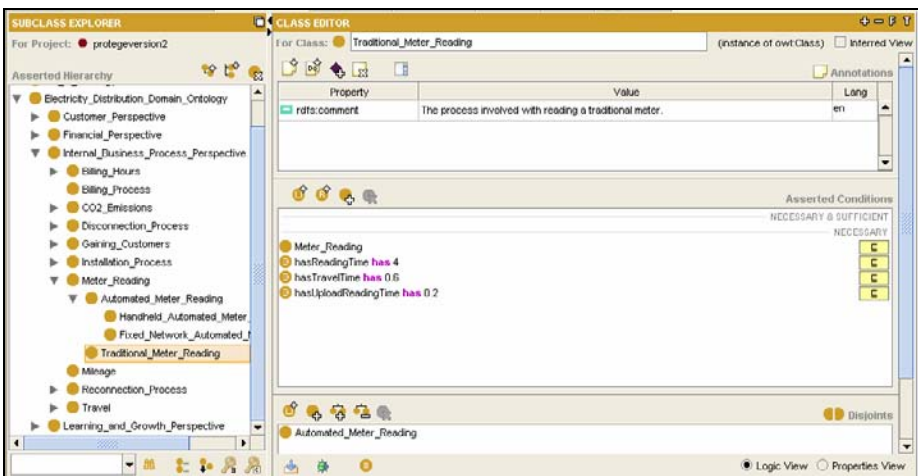 SUBCLASS EXPLORER
For Project: protegeversion2
Asserted Hierarchy
Electricity_Distribution_Domain_Ontology
Customer_Perspective
Financial_Perspective
Internal_Business_Process_Perspective
Billing_Hours
Billing_Process
CO2_Emissions
Disconnection_Process
Gaining_Customers
Installation_Process
Meter_Reading
Automated_Meter_Reading
Handheld_Automated_Meter_
Fixed_Network_Automated_
Traditional_Meter_Reading
Mileage
Reconnection_Process
Travel
Learning_and_Growth_Perspective
CLASS EDITOR
For Class: Traditional_Meter_Reading (instance of owl:Class) Inferred View
Annotations
Property Value Lang
rdfs:comment The process involved with reading a traditional meter. en
Asserted Conditions
NECESSARY & SUFFICIENT
NECESSARY
Meter_Reading
hasReadingTime has 4
hasTravelTime has 0.6
hasUploadReadingTime has 0.2
Disjoints
Automated_Meter_Reading
Logic View Properties View